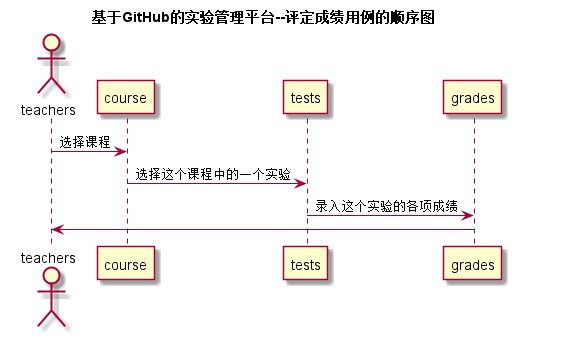 基于GitHub的实验管理平台--评定成绩用例的顺序图
teachers
course
tests
grades
选择课程
选择这个课程中的一个实验
录入这个实验的各项成绩
teachers
course
tests
grades